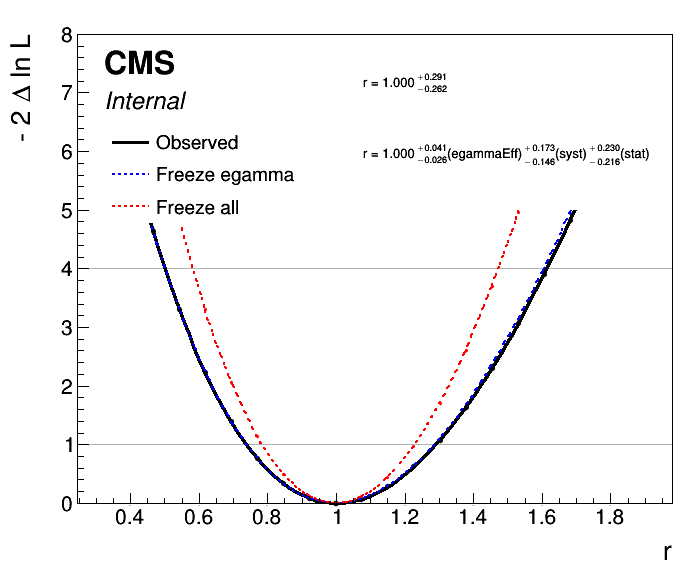 - 2 Δ ln L
8
7
6
5
4
3
2
1
0
CMS
Internal
Observed
Freeze egamma
Freeze all
r = 1.000 +0.291 −0.262
r = 1.000 +0.041 −0.026 (egammaEff) +0.173 −0.146 (syst) +0.230 −0.216 (stat)
0.4 0.6 0.8 1 1.2 1.4 1.6 1.8
r